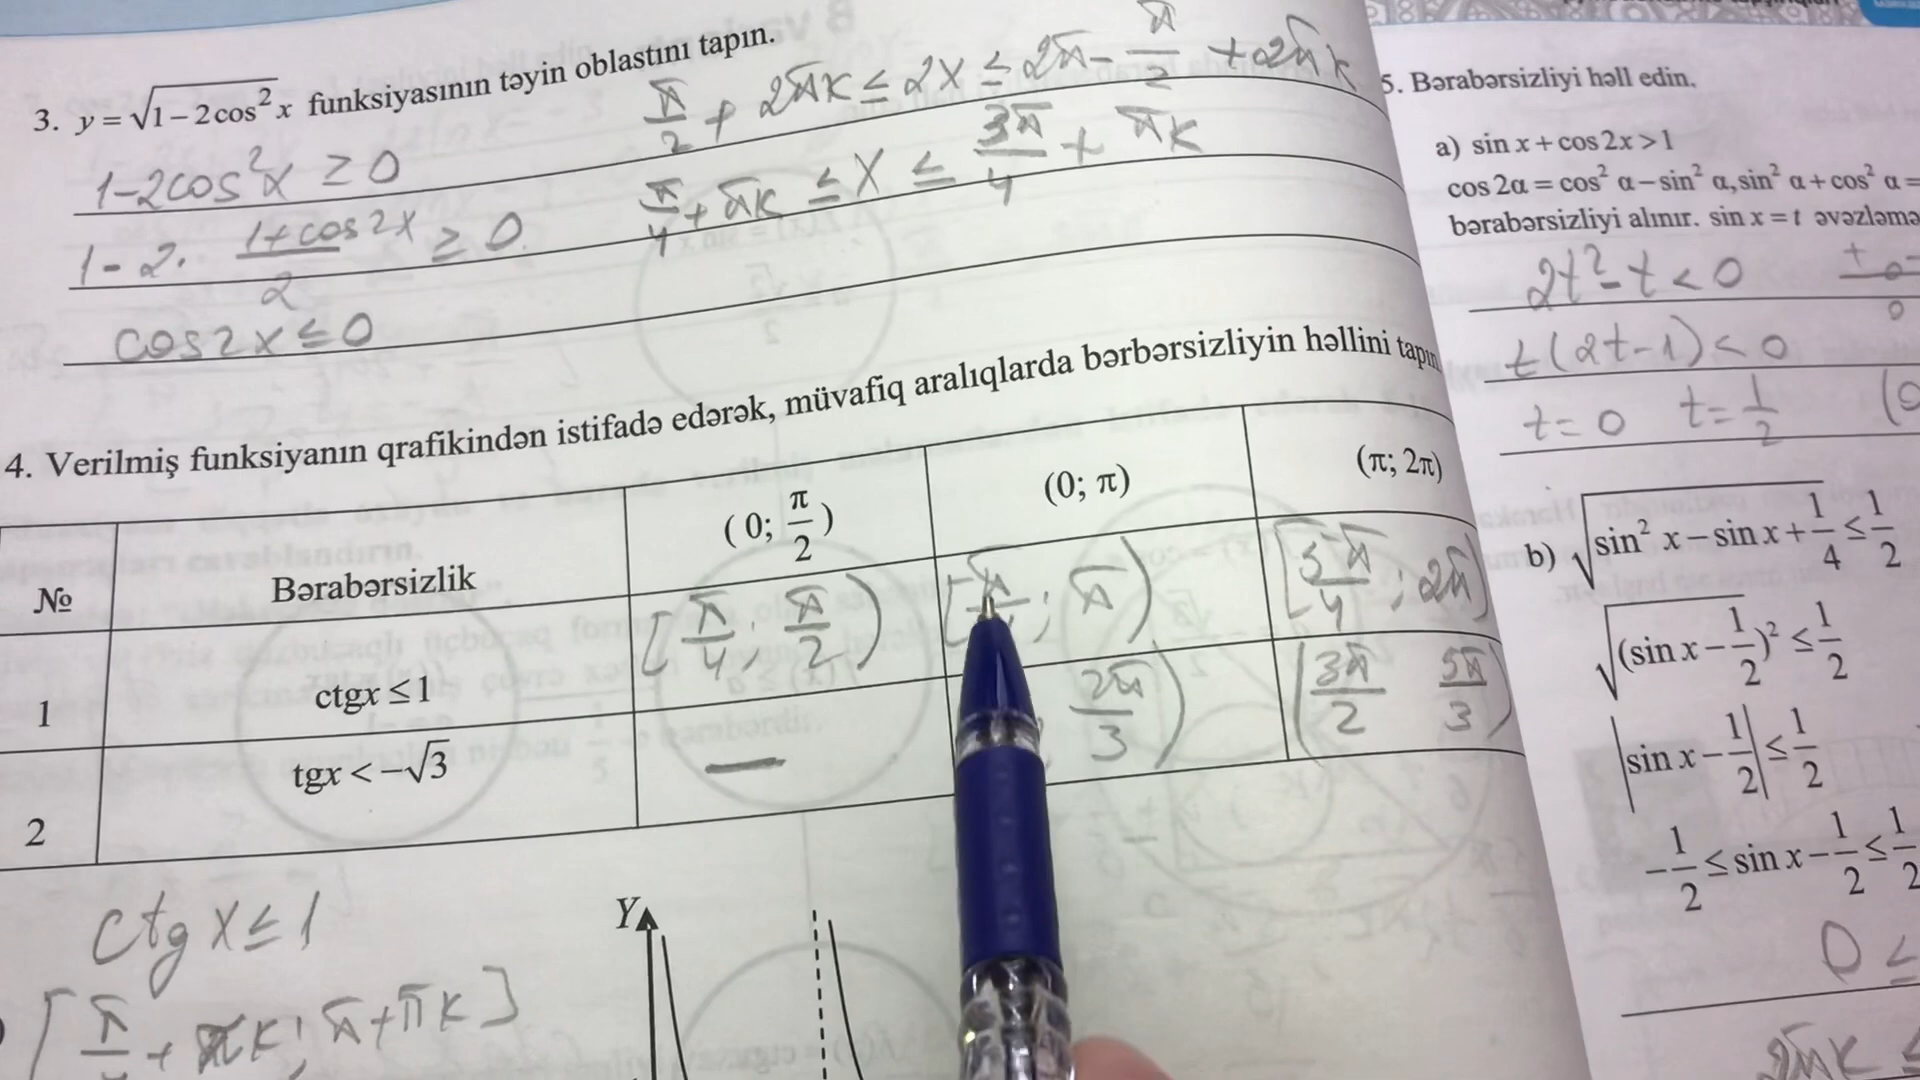 3. y = √(1 − 2cos² x) funksiyasının təyin oblastını tapın.
π/2 + 2πk ≤ 2x ≤ 2π − π/2 + 2πk
1-2cos²x ≥ 0
π/4 + πk ≤ x ≤ 3π/4 + πk
1 - 2 · (1+cos2x)/2 ≥ 0
cos2x ≤ 0
4. Verilmiş funksiyanın qrafikindən istifadə edərək, müvafiq aralıqlarda bərbərsizliyin həllini tapın
№ Bərabərsizlik (0; π/2) (0; π) (π; 2π)
1 ctgx ≤ 1 [π/4; π/2) ; π) [5π/4; 2π)
2 tgx < −√3 — 2π/3) (3π/2 5π/3)
ctg x ≤ 1
+ πk; π+πk]
Y
5. Bərabərsizliyi həll edin.
a) sin x + cos 2x > 1
cos 2α = cos² α − sin² α, sin² α + cos² α =
bərabərsizliyi alınır. sin x = t əvəzləmə
2t² - t < 0
+
0
t(2t-1) < 0
t = 0 t = 1/2
b) √(sin² x − sin x + 1/4) ≤ 1/2
√((sin x − 1/2)²) ≤ 1/2
|sin x − 1/2| ≤ 1/2
−1/2 ≤ sin x − 1/2 ≤ 1/2
0 ≤
2πk ≤